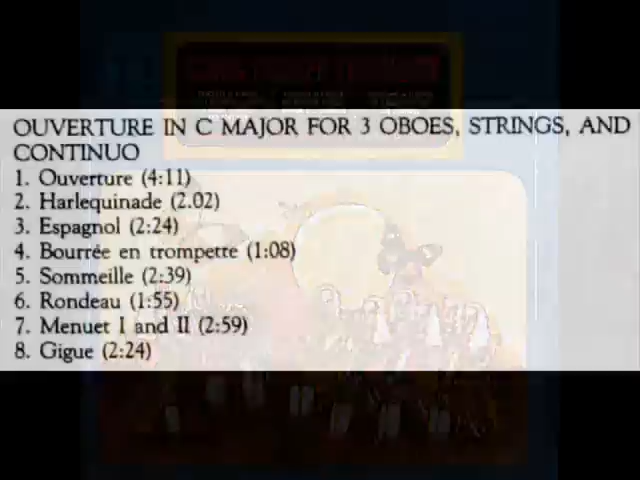 OUVERTURE IN C MAJOR FOR 3 OBOES, STRINGS, AND
CONTINUO
1. Ouverture (4:11)
2. Harlequinade (2.02)
3. Espagnol (2:24)
4. Bourrée en trompette (1:08)
5. Sommeille (2:39)
6. Rondeau (1:55)
7. Menuet I and II (2:59)
8. Gigue (2:24)